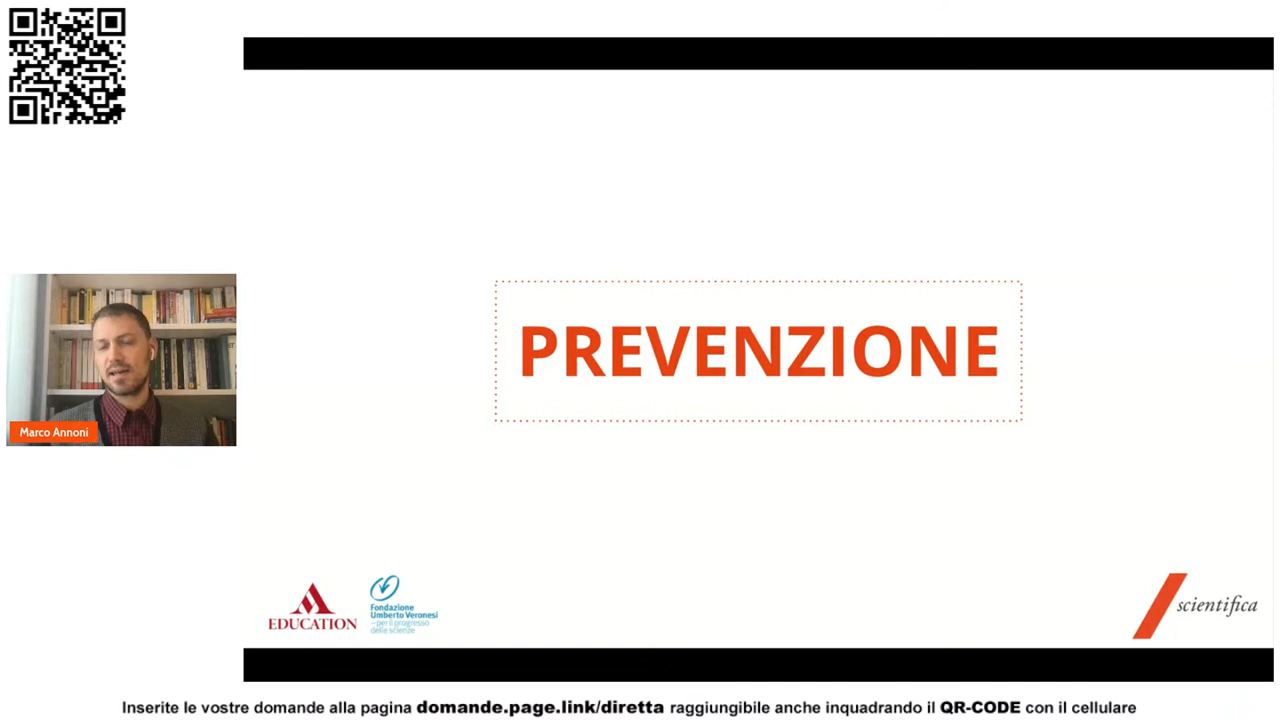 PREVENZIONE
Marco Annoni
EDUCATION
Fondazione
Umberto Veronesi
–per il progresso
delle scienze
scientifica
Inserite le vostre domande alla pagina domande.page.link/diretta raggiungibile anche inquadrando il QR-CODE con il cellulare